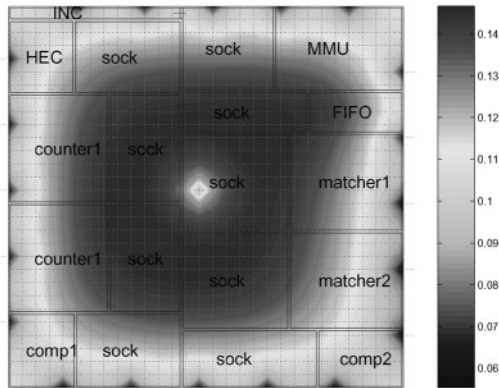 INC
HEC sock sock MMU
sock FIFO
counter1 sock
sock matcher1
counter1 sock sock matcher2
comp1 sock sock comp2
0.14
0.13
0.12
0.11
0.1
0.09
0.08
0.07
0.06